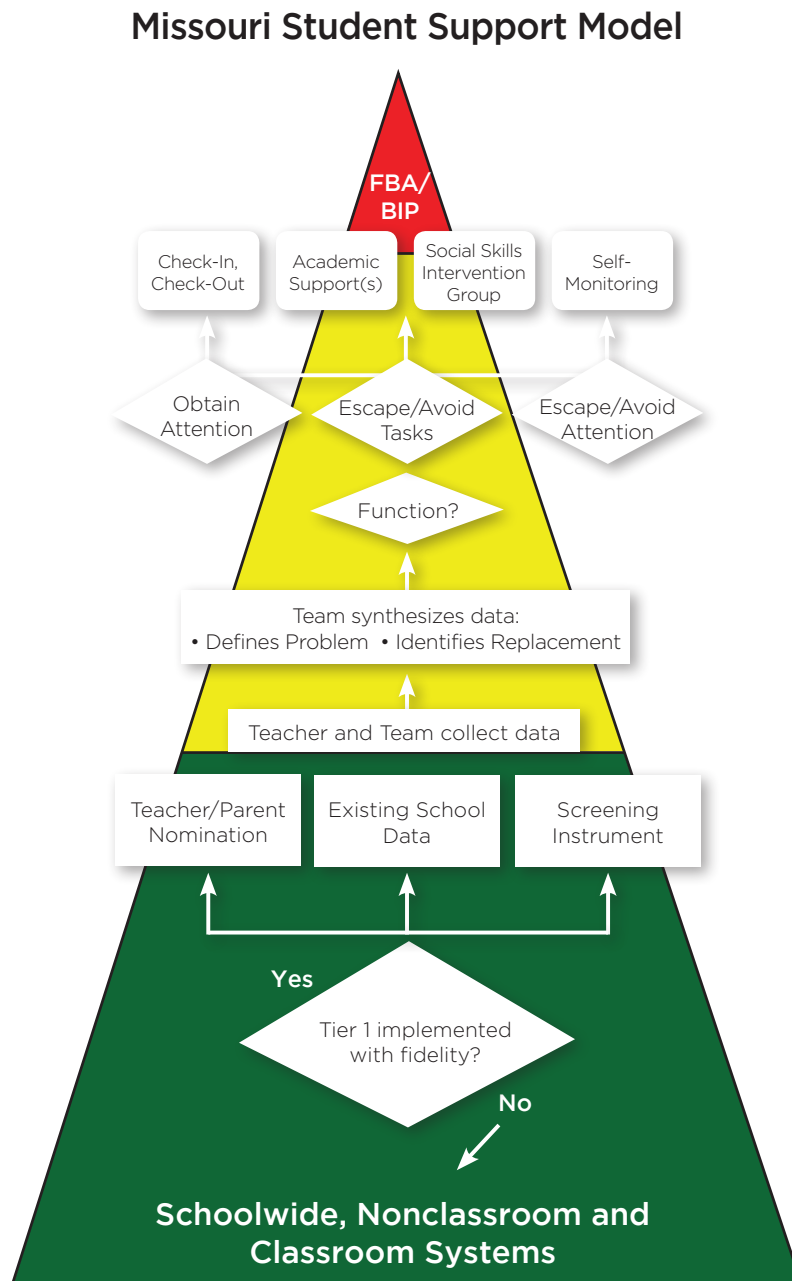 Missouri Student Support Model
FBA/
BIP
Check-In,
Check-Out
Academic
Support(s)
Social Skills
Intervention
Group
Self-
Monitoring
Obtain
Attention
Escape/Avoid
Tasks
Escape/Avoid
Attention
Function?
Team synthesizes data:
• Defines Problem • Identifies Replacement
Teacher and Team collect data
Teacher/Parent
Nomination
Existing School
Data
Screening
Instrument
Yes
Tier 1 implemented
with fidelity?
No
Schoolwide, Nonclassroom and
Classroom Systems